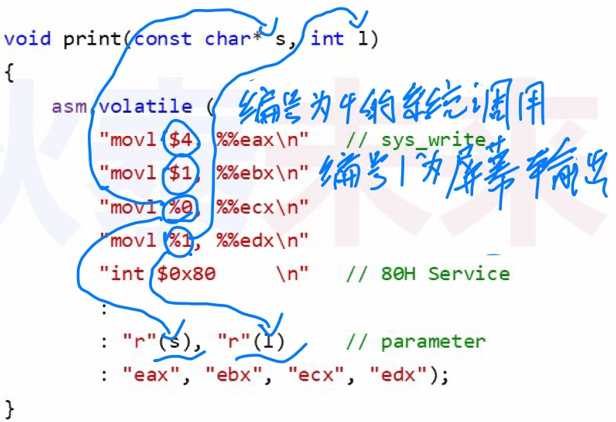 void print(const char* s, int l)
{
asm volatile (
编号为4的系统调用
"movl $4, %%eax\n" // sys_write
"movl $1, %%ebx\n"
编号1为屏幕输出
"movl %0, %%ecx\n"
"movl %1, %%edx\n"
"int $0x80 \n" // 80H Service
:
: "r"(s), "r"(l) // parameter
: "eax", "ebx", "ecx", "edx");
}